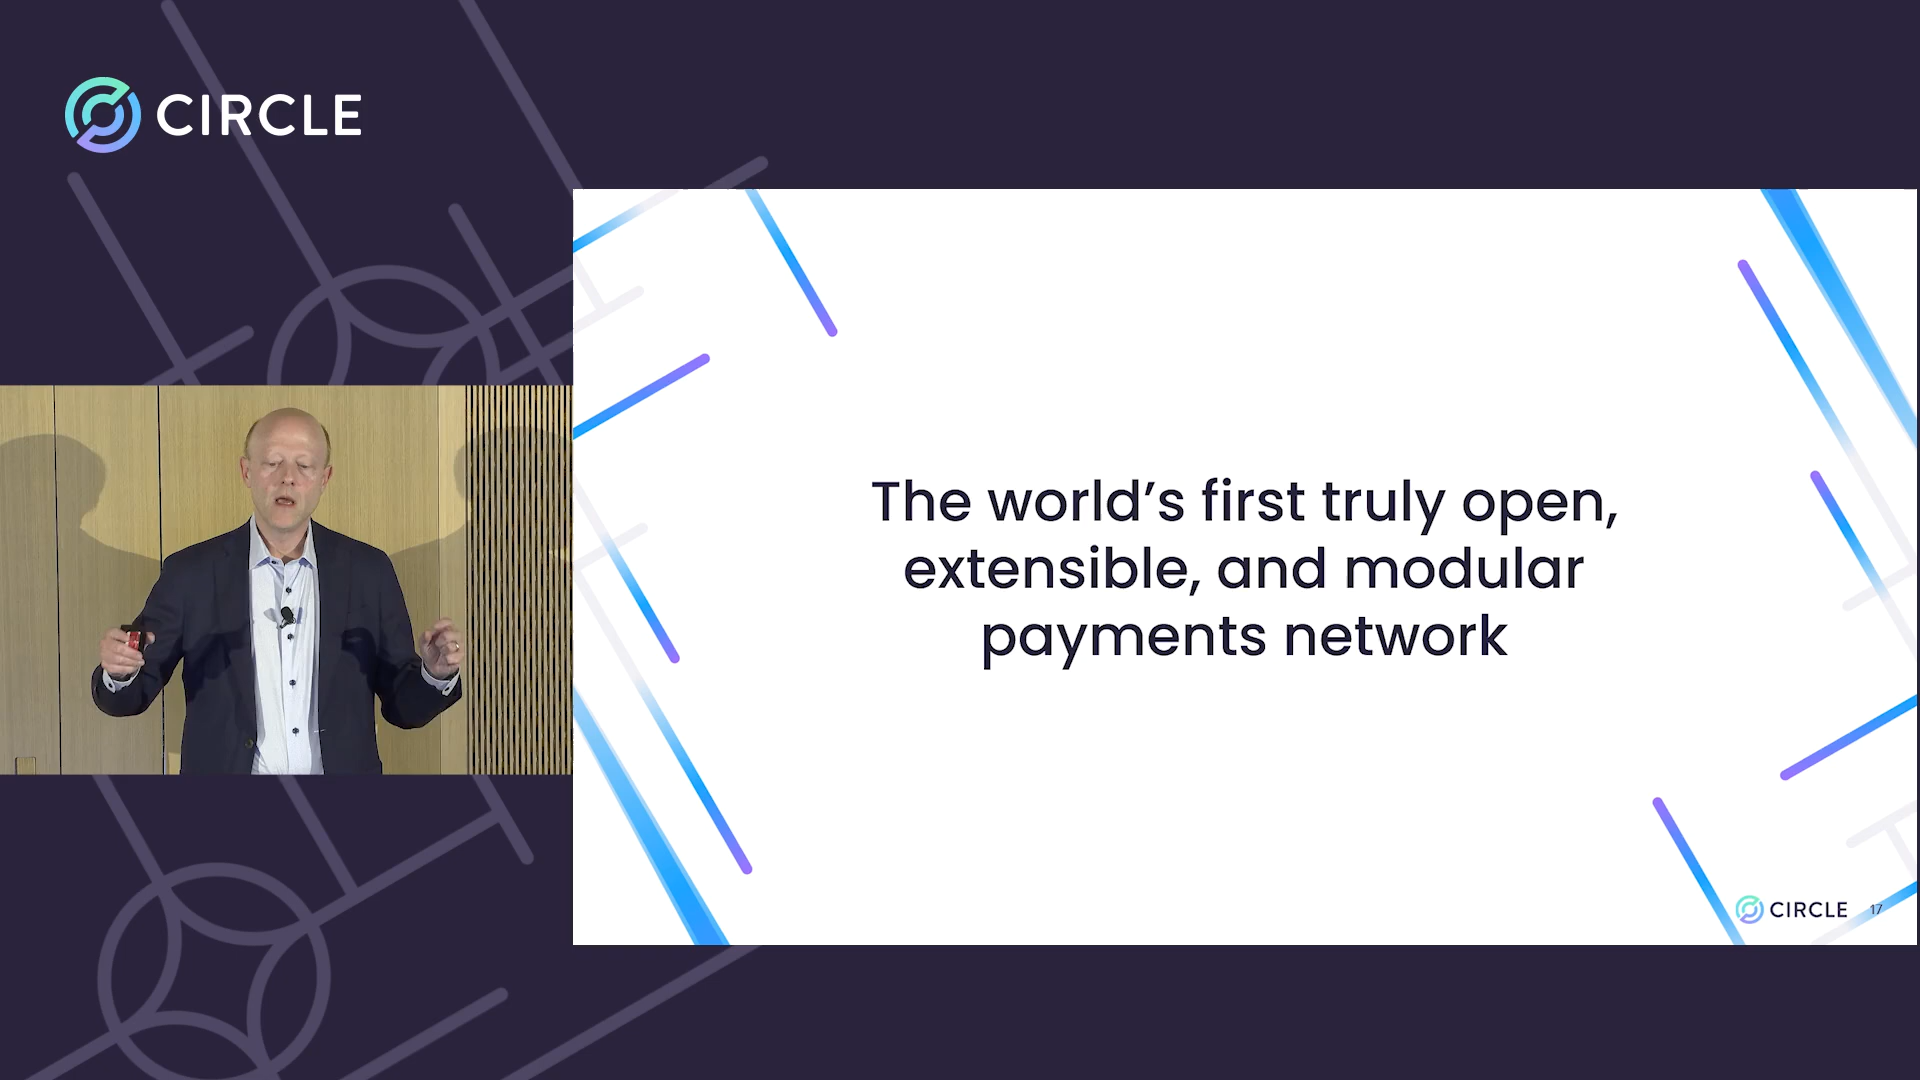 CIRCLE
The world’s first truly open,
extensible, and modular
payments network
CIRCLE 17